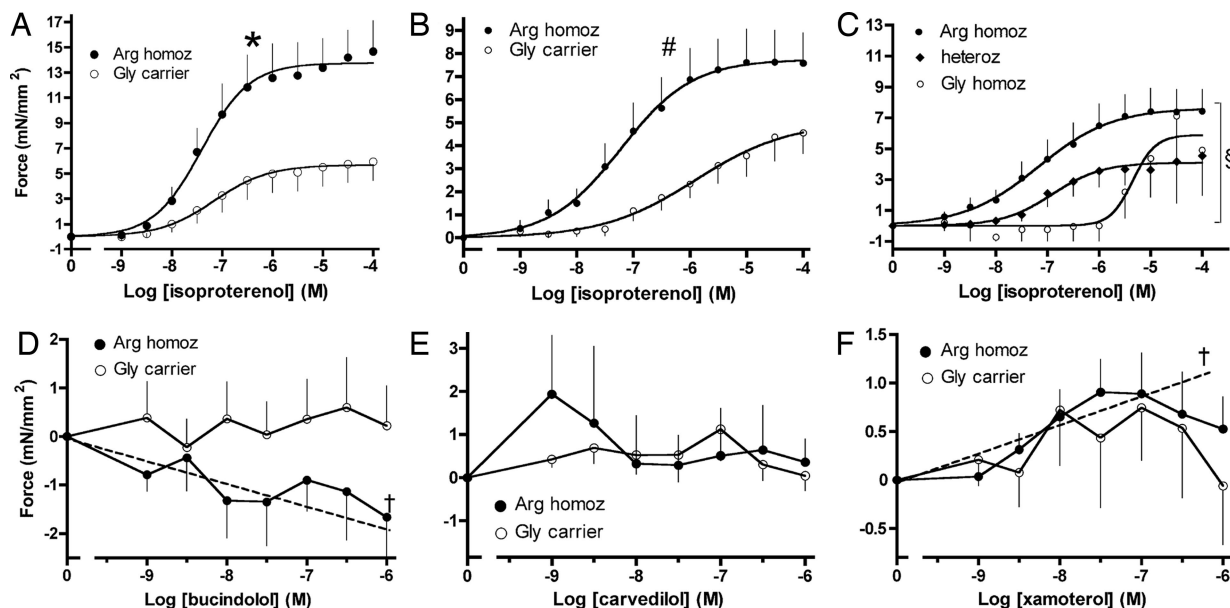 A
Force (mN/mm²)
17
15
13
11
9
7
5
3
1
-1
Arg homoz
Gly carrier
*
0 -9 -8 -7 -6 -5 -4
Log [isoproterenol] (M)
B
9
8
7
6
5
4
3
2
1
0
Arg homoz
Gly carrier
#
0 -9 -8 -7 -6 -5 -4
Log [isoproterenol] (M)
C
13
11
9
7
5
3
1
-1
Arg homoz
heteroz
Gly homoz
§
0 -9 -8 -7 -6 -5 -4
Log [isoproterenol] (M)
D
Force (mN/mm²)
2
1
0
-1
-2
Arg homoz
Gly carrier
†
0 -9 -8 -7 -6
Log [bucindolol] (M)
E
3
2
1
0
-1
Arg homoz
Gly carrier
0 -9 -8 -7 -6
Log [carvedilol] (M)
F
1.5
1.0
0.5
0
-0.5
Arg homoz
Gly carrier
†
0 -9 -8 -7 -6
Log [xamoterol] (M)